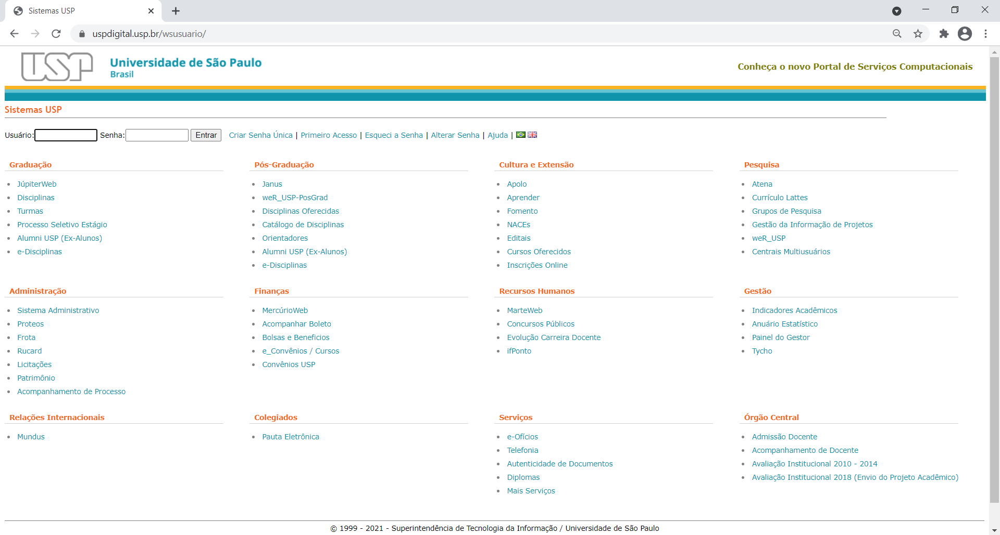 Sistemas USP
uspdigital.usp.br/wsusuario/
USP
Universidade de São Paulo
Brasil
Conheça o novo Portal de Serviços Computacionais
Sistemas USP
Usuário: Senha: Entrar Criar Senha Única | Primeiro Acesso | Esqueci a Senha | Alterar Senha | Ajuda |
Graduação
JúpiterWeb
Disciplinas
Turmas
Processo Seletivo Estágio
Alumni USP (Ex-Alunos)
e-Disciplinas
Pós-Graduação
Janus
weR_USP-PosGrad
Disciplinas Oferecidas
Catálogo de Disciplinas
Orientadores
Alumni USP (Ex-Alunos)
e-Disciplinas
Cultura e Extensão
Apolo
Aprender
Fomento
NACEs
Editais
Cursos Oferecidos
Inscrições Online
Pesquisa
Atena
Currículo Lattes
Grupos de Pesquisa
Gestão da Informação de Projetos
weR_USP
Centrais Multiusuários
Administração
Sistema Administrativo
Proteos
Frota
Rucard
Licitações
Patrimônio
Acompanhamento de Processo
Finanças
MercúrioWeb
Acompanhar Boleto
Bolsas e Beneficios
e_Convênios / Cursos
Convênios USP
Recursos Humanos
MarteWeb
Concursos Públicos
Evolução Carreira Docente
ifPonto
Gestão
Indicadores Acadêmicos
Anuário Estatístico
Painel do Gestor
Tycho
Relações Internacionais
Mundus
Colegiados
Pauta Eletrônica
Serviços
e-Ofícios
Telefonia
Autenticidade de Documentos
Diplomas
Mais Serviços
Órgão Central
Admissão Docente
Acompanhamento de Docente
Avaliação Institucional 2010 - 2014
Avaliação Institucional 2018 (Envio do Projeto Acadêmico)
© 1999 - 2021 - Superintendência de Tecnologia da Informação / Universidade de São Paulo